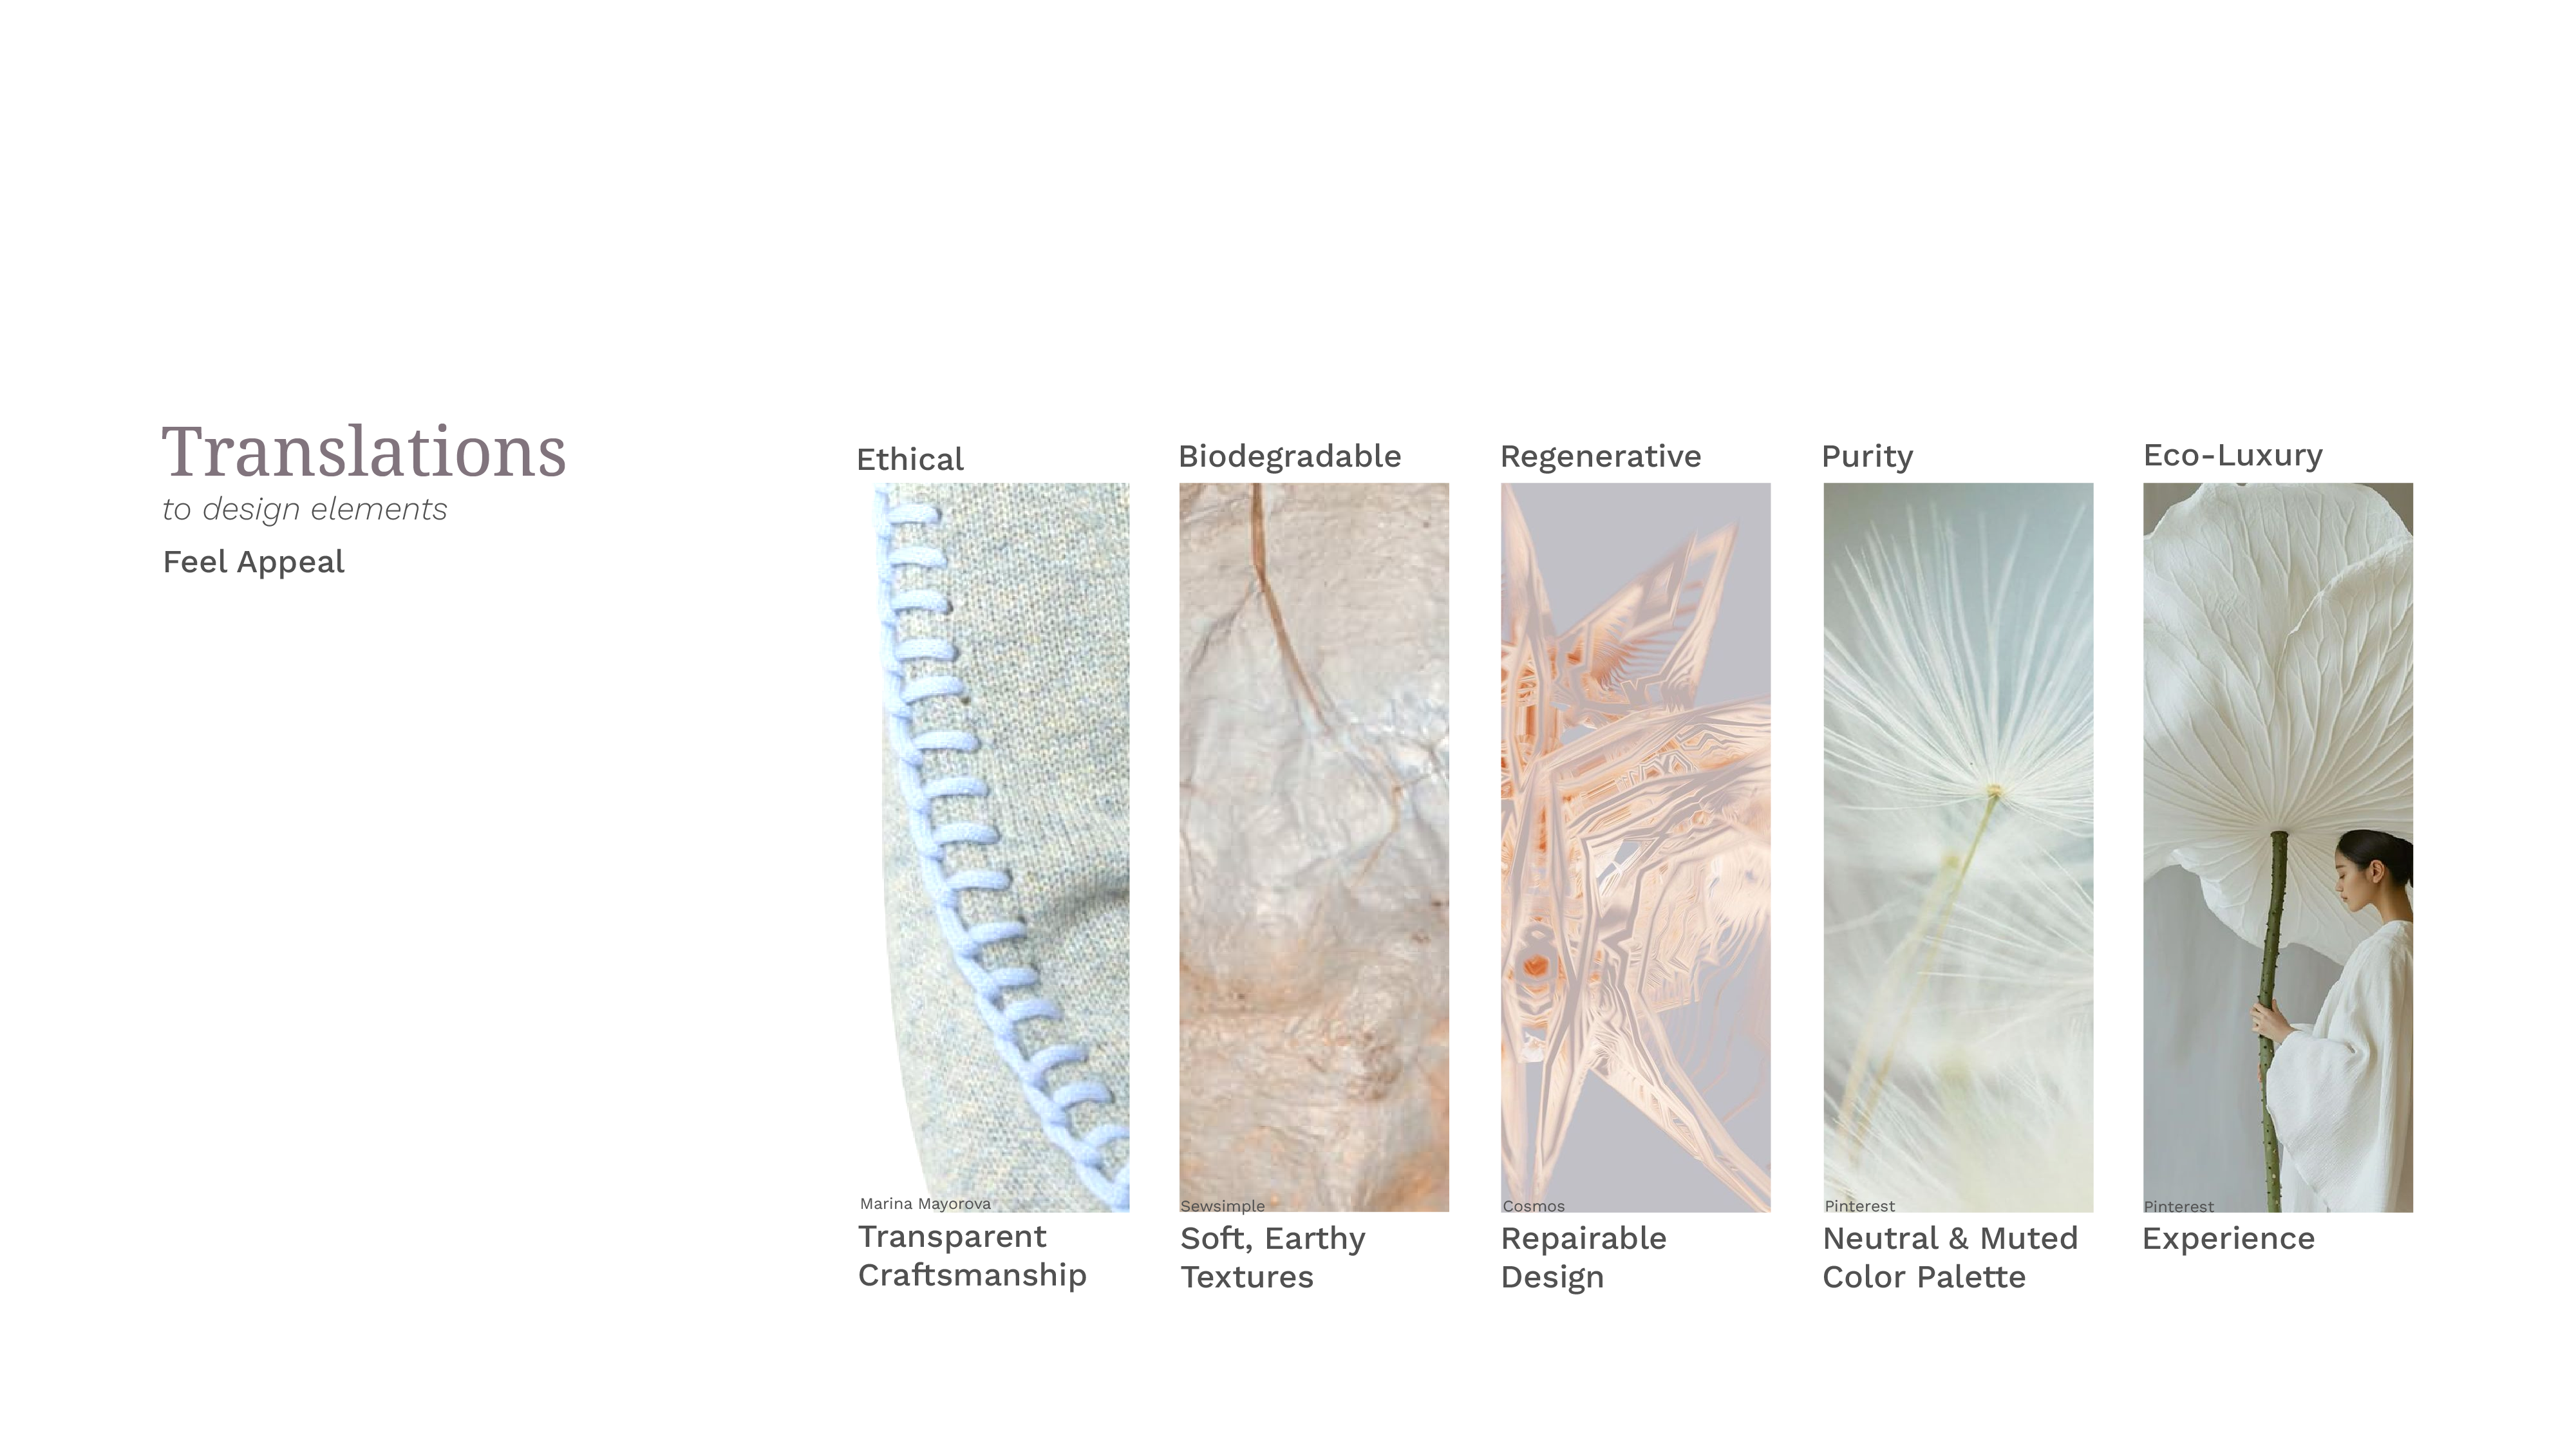 Translations
to design elements
Feel Appeal
Ethical
Biodegradable
Regenerative
Purity
Eco-Luxury
Marina Mayorova
Sewsimple
Cosmos
Pinterest
Pinterest
Transparent
Craftsmanship
Soft, Earthy
Textures
Repairable
Design
Neutral & Muted
Color Palette
Experience